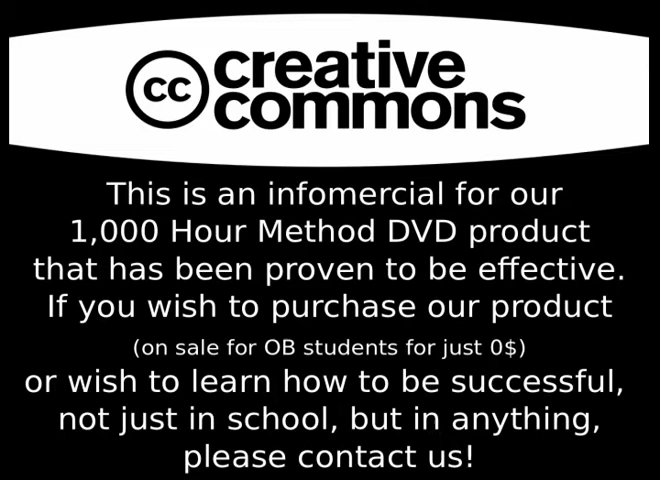 cc creative
commons
This is an infomercial for our
1,000 Hour Method DVD product
that has been proven to be effective.
If you wish to purchase our product
(on sale for OB students for just 0$)
or wish to learn how to be successful,
not just in school, but in anything,
please contact us!